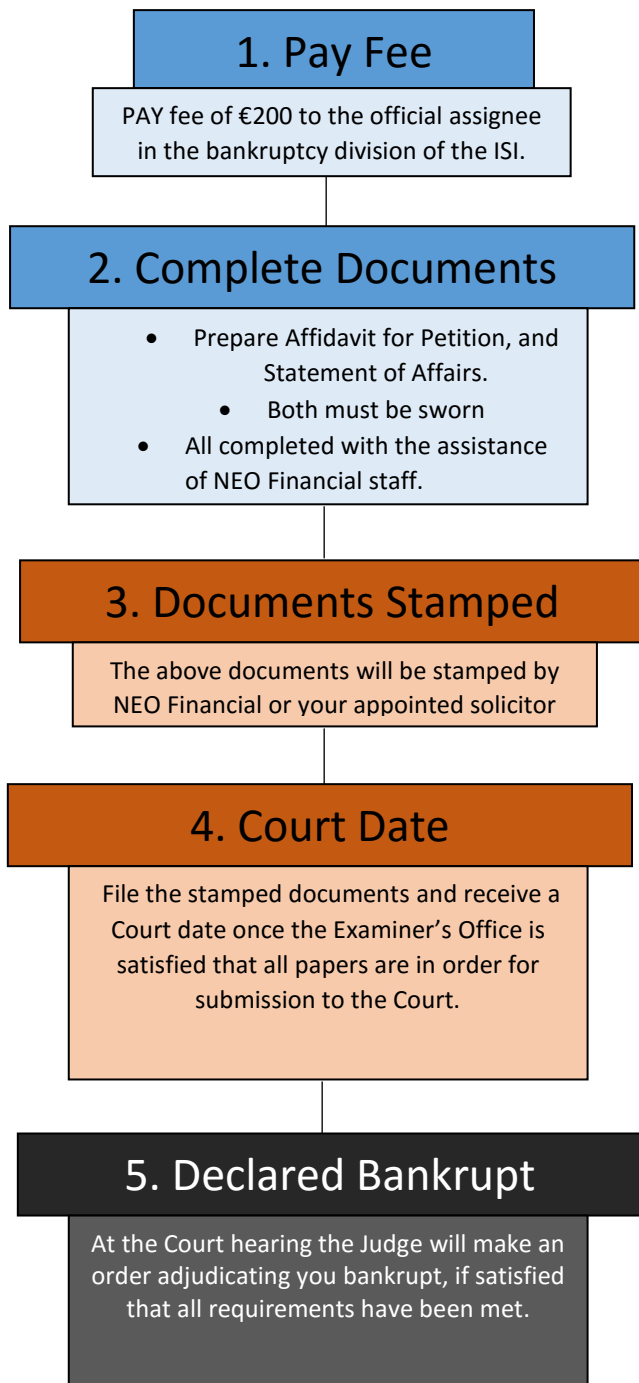 1. Pay Fee
PAY fee of €200 to the official assignee
in the bankruptcy division of the ISI.
2. Complete Documents
• Prepare Affidavit for Petition, and
Statement of Affairs.
• Both must be sworn
• All completed with the assistance
of NEO Financial staff.
3. Documents Stamped
The above documents will be stamped by
NEO Financial or your appointed solicitor
4. Court Date
File the stamped documents and receive a
Court date once the Examiner’s Office is
satisfied that all papers are in order for
submission to the Court.
5. Declared Bankrupt
At the Court hearing the Judge will make an
order adjudicating you bankrupt, if satisfied
that all requirements have been met.